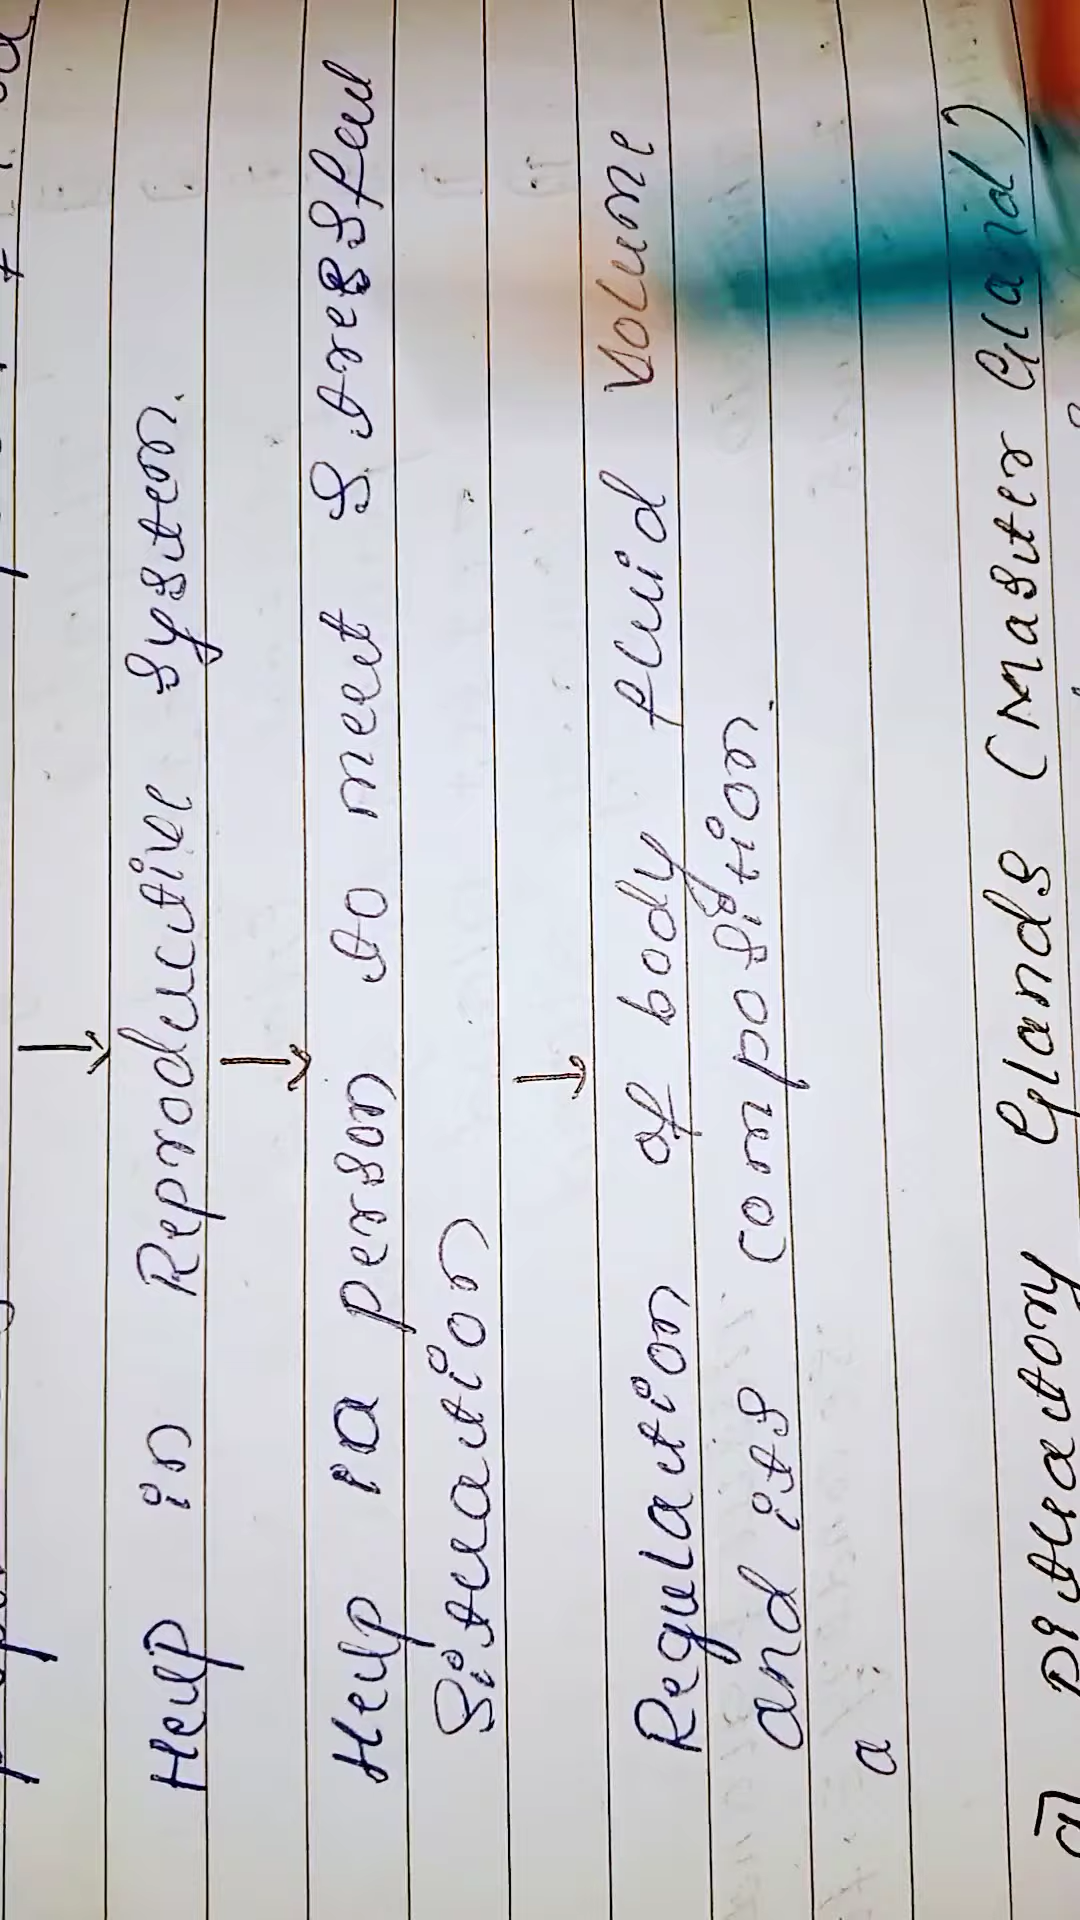 Help in Reproductive System.
Help a person to meet S stressful
Situation
Regulation of body fluid volume
and its composition.
a
a) Pituatory Glands (Master Gland)